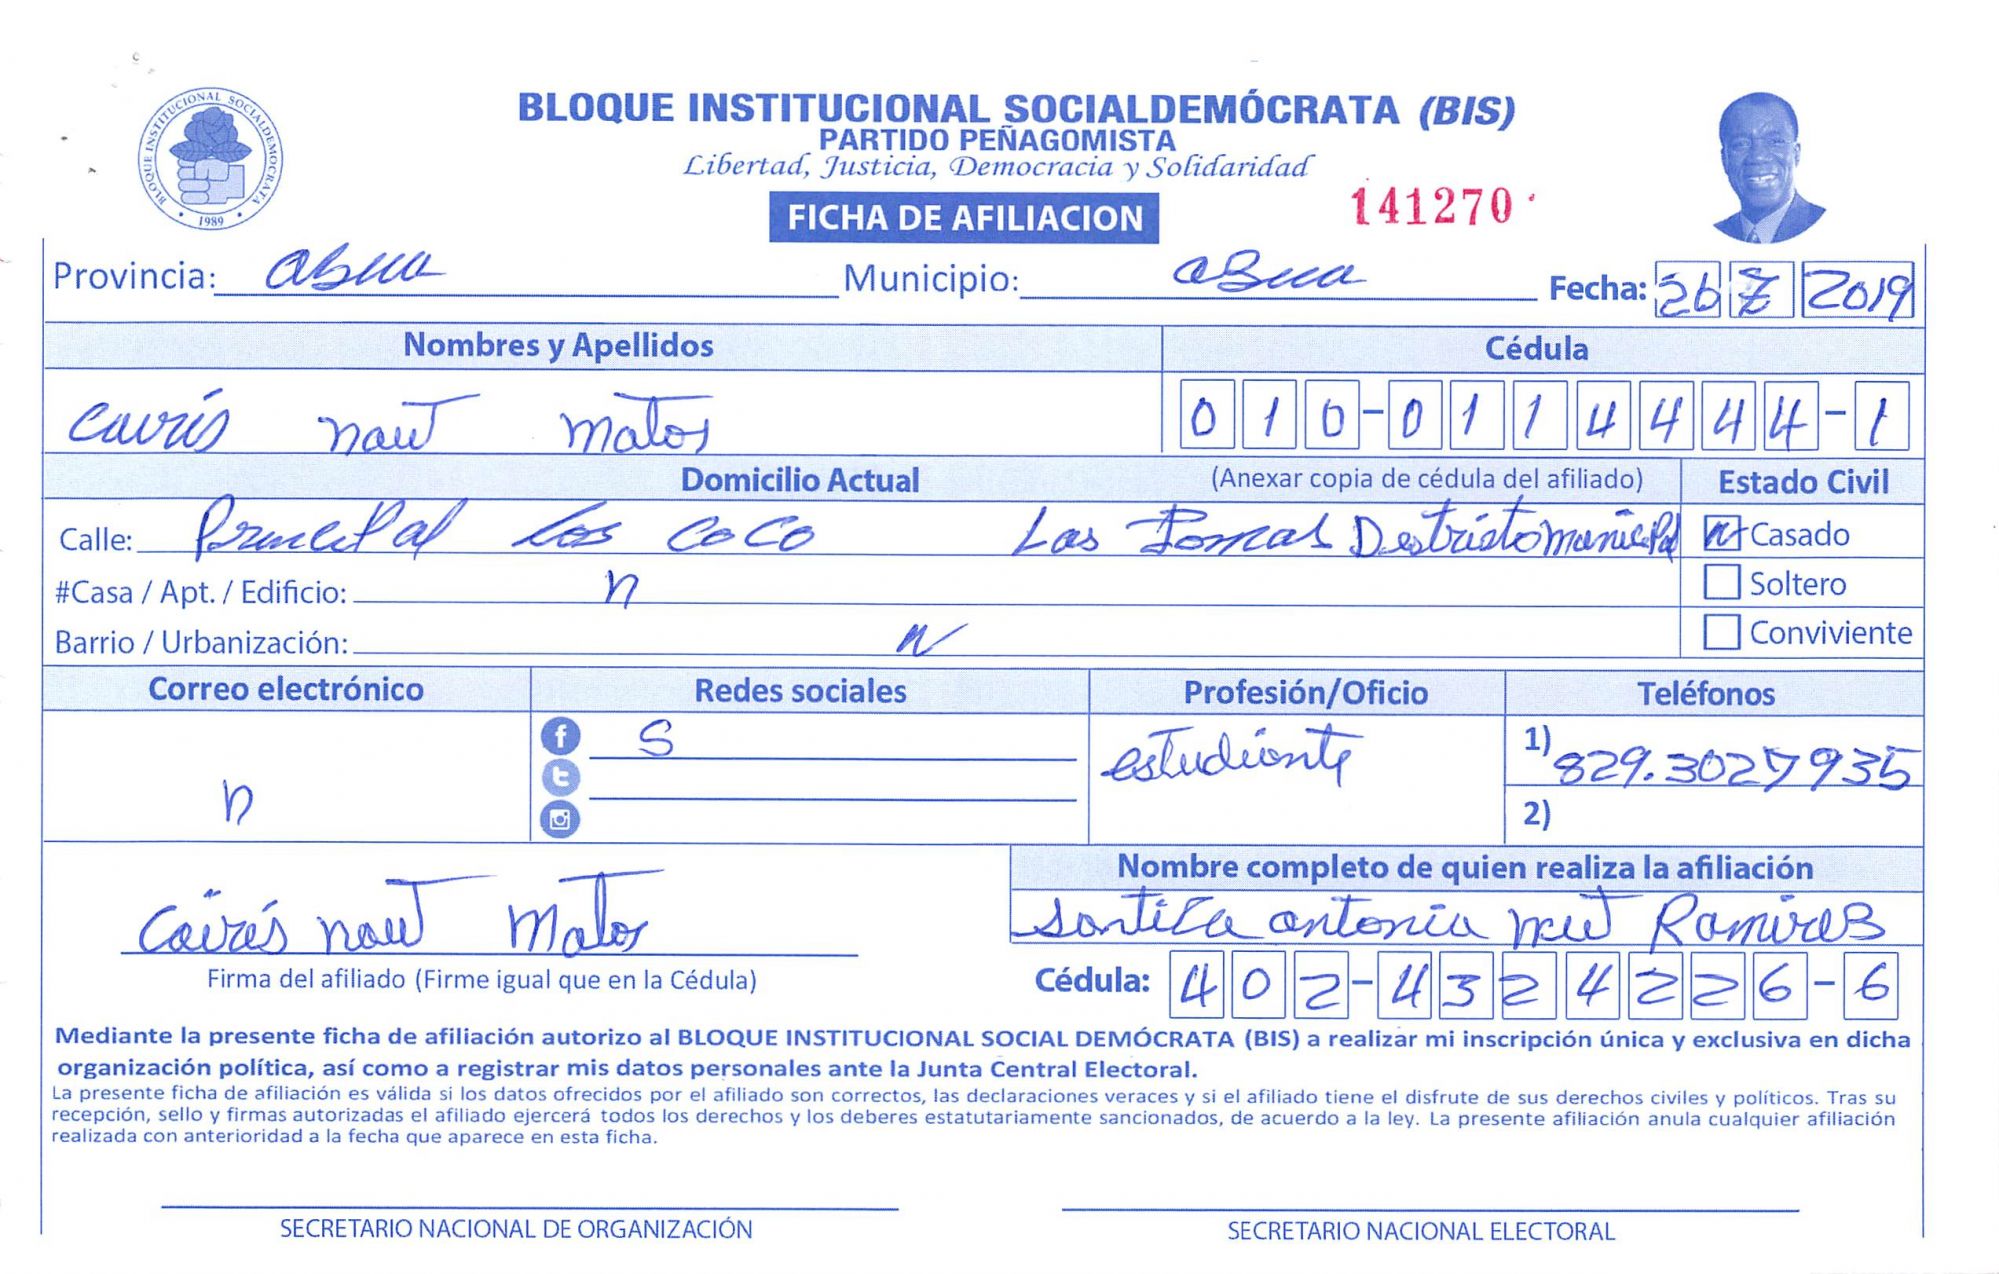 BLOQUE INSTITUCIONAL SOCIALDEMÓCRATA (BIS)
PARTIDO PEÑAGOMISTA
Libertad, Justicia, Democracia y Solidaridad
BLOQUE INSTITUCIONAL SOCIALDEMOCRATA
1989
FICHA DE AFILIACION
141270
Provincia: asua Municipio: asua Fecha: 26 2019
Nombres y Apellidos Cédula
Cairis naut matos 010-0114444-1
Domicilio Actual (Anexar copia de cédula del afiliado) Estado Civil
Calle: Principal Los CoCo Las Lomas Destristo municipal Casado
#Casa / Apt. / Edificio: n Soltero
Barrio / Urbanización: n Conviviente
Correo electrónico Redes sociales Profesión/Oficio Teléfonos
n S estudiante 1) 829.3027935
2)
Nombre completo de quien realiza la afiliación
Cairis naut Matos antonia Ramires
Firma del afiliado (Firme igual que en la Cédula) Cédula: 402-4324226-6
Mediante la presente ficha de afiliación autorizo al BLOQUE INSTITUCIONAL SOCIAL DEMÓCRATA (BIS) a realizar mi inscripción única y exclusiva en dicha
organización política, así como a registrar mis datos personales ante la Junta Central Electoral.
La presente ficha de afiliación es válida si los datos ofrecidos por el afiliado son correctos, las declaraciones veraces y si el afiliado tiene el disfrute de sus derechos civiles y políticos. Tras su
recepción, sello y firmas autorizadas el afiliado ejercerá todos los derechos y los deberes estatutariamente sancionados, de acuerdo a la ley. La presente afiliación anula cualquier afiliación
realizada con anterioridad a la fecha que aparece en esta ficha.
SECRETARIO NACIONAL DE ORGANIZACIÓN SECRETARIO NACIONAL ELECTORAL